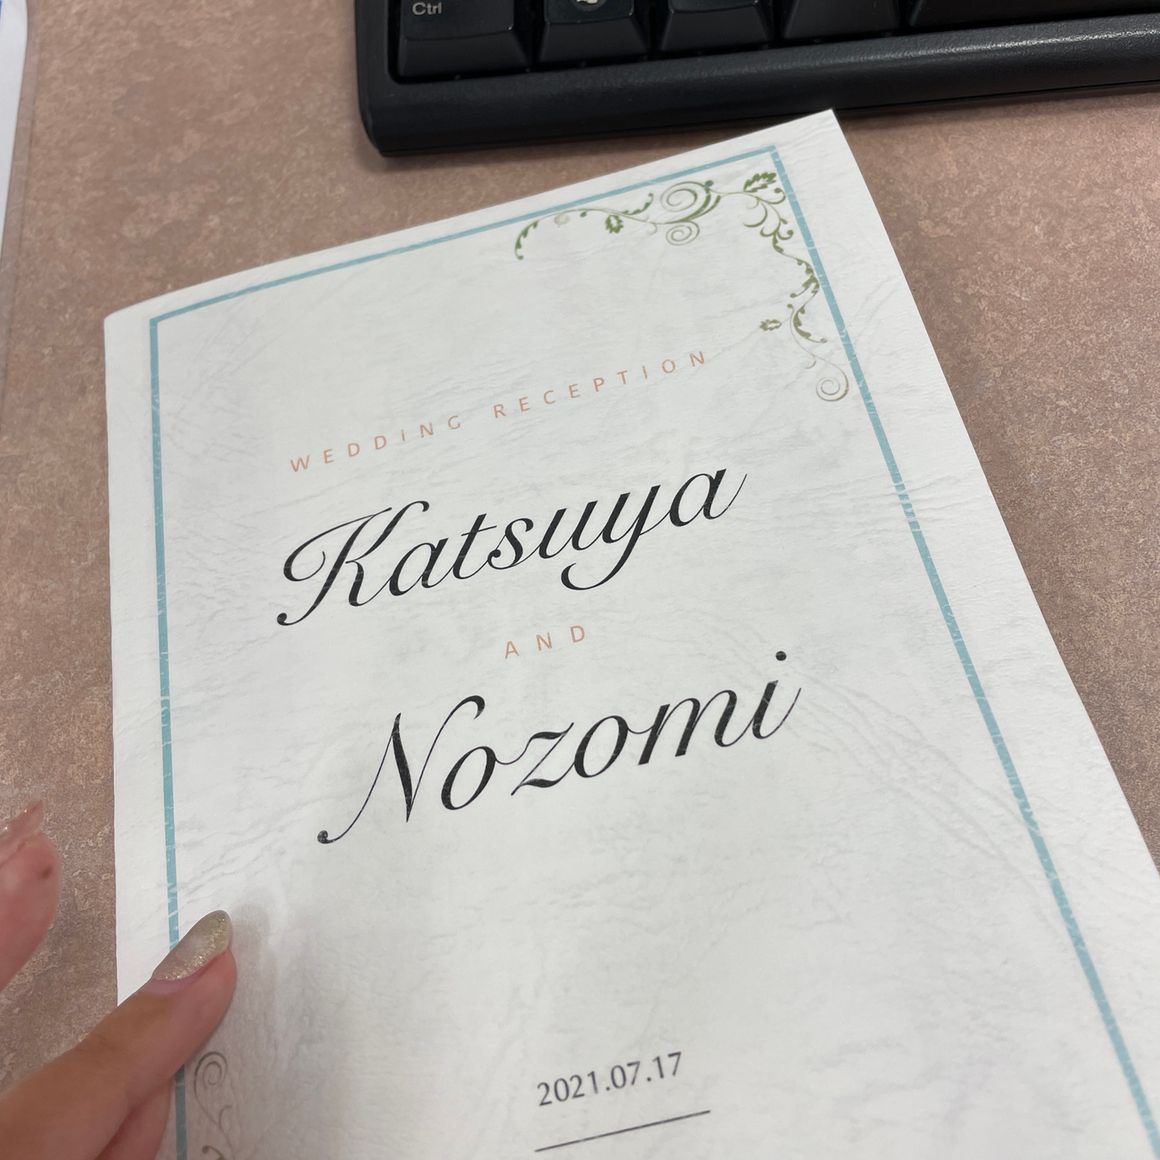 Ctrl
WEDDING RECEPTION
Katsuya
AND
Nozomi
2021.07.17